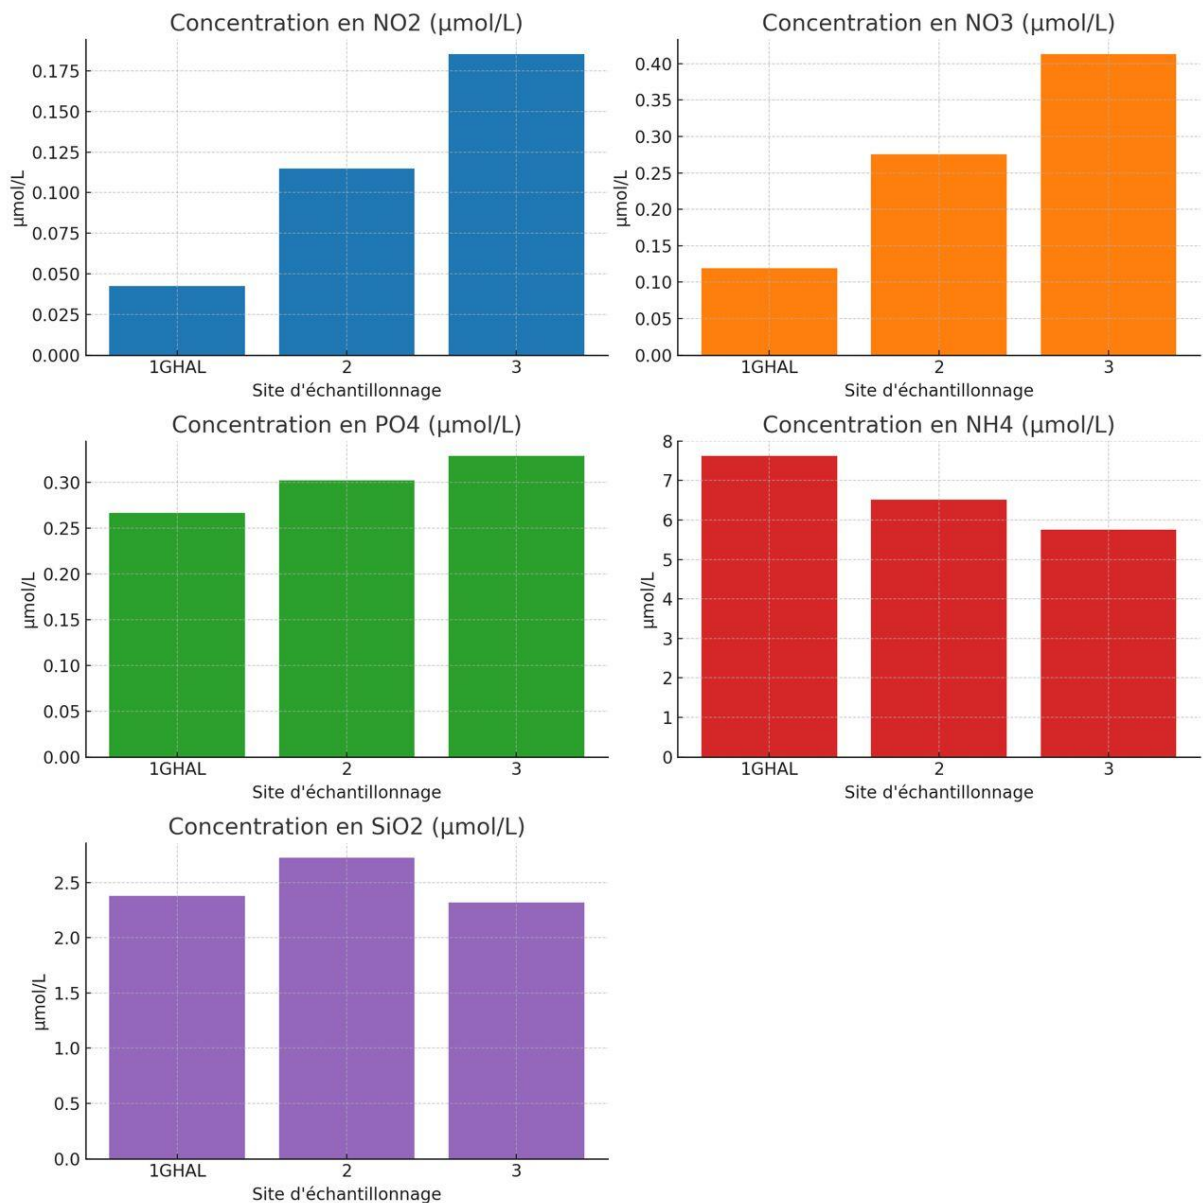 Concentration en NO2 (µmol/L)
µmol/L
0.175
0.150
0.125
0.100
0.075
0.050
0.025
0.000
1GHAL 2 3
Site d'échantillonnage
Concentration en NO3 (µmol/L)
µmol/L
0.40
0.35
0.30
0.25
0.20
0.15
0.10
0.05
0.00
1GHAL 2 3
Site d'échantillonnage
Concentration en PO4 (µmol/L)
µmol/L
0.30
0.25
0.20
0.15
0.10
0.05
0.00
1GHAL 2 3
Site d'échantillonnage
Concentration en NH4 (µmol/L)
µmol/L
8
7
6
5
4
3
2
1
0
1GHAL 2 3
Site d'échantillonnage
Concentration en SiO2 (µmol/L)
µmol/L
2.5
2.0
1.5
1.0
0.5
0.0
1GHAL 2 3
Site d'échantillonnage